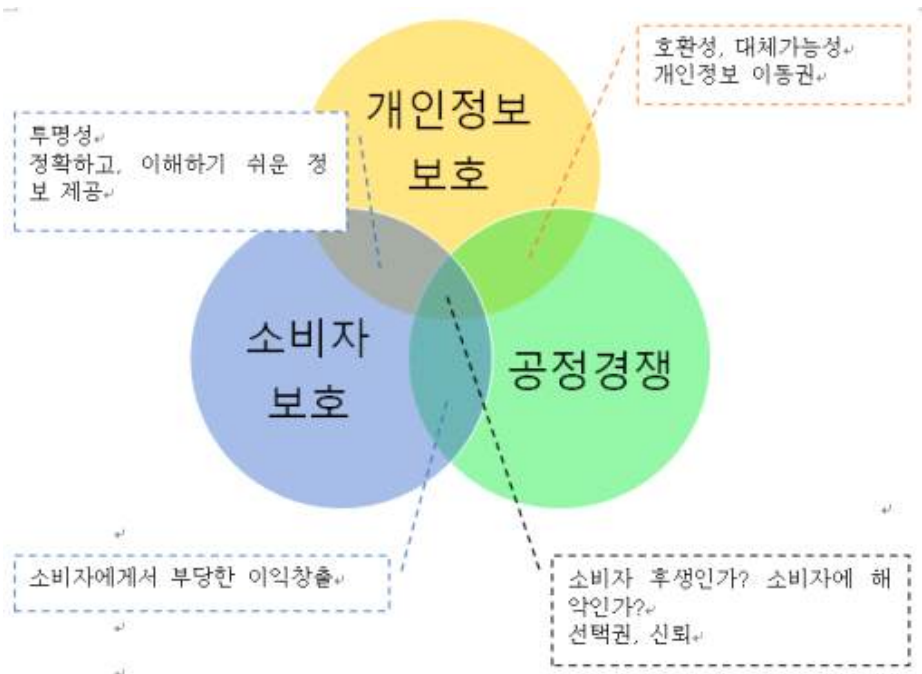 호환성, 대체가능성
개인정보 이동권
개인정보
보호
투명성
정확하고, 이해하기 쉬운 정
보 제공
소비자
보호
공정경쟁
소비자에게서 부당한 이익창출
소비자 후생인가? 소비자에 해
악인가?
선택권, 신뢰